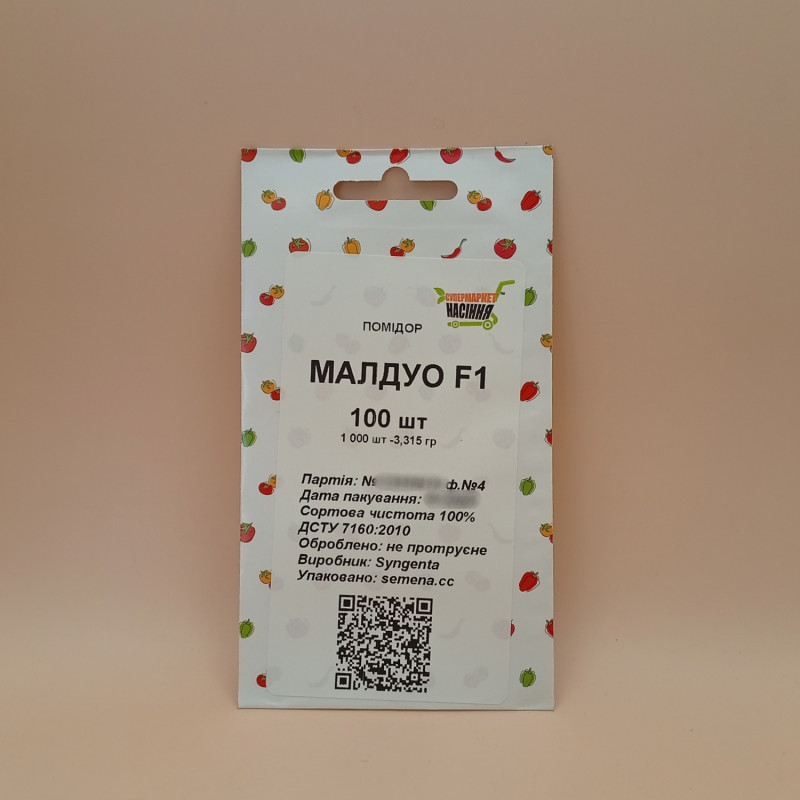 СУПЕРМАРКЕТ
НАСІННЯ
ПОМІДОР
МАЛДУО F1
100 шт
1 000 шт -3,315 гр
Партія: № ф.№4
Дата пакування:
Сортова чистота 100%
ДСТУ 7160:2010
Оброблено: не протруєне
Виробник: Syngenta
Упаковано: semena.cc